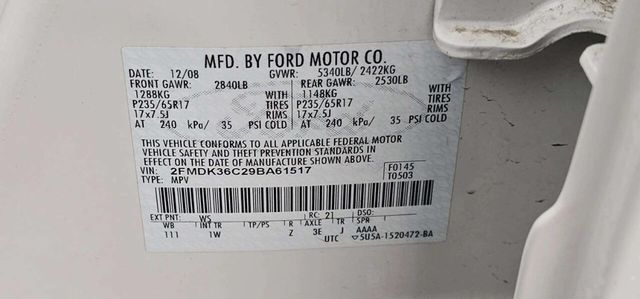 MFD. BY FORD MOTOR CO.
DATE: 12/08 GVWR: 5340LB/ 2422KG
FRONT GAWR: 2840LB REAR GAWR: 2530LB
1288KG WITH 1148KG WITH
P235/65R17 TIRES P235/65R17 TIRES
17x7.5J RIMS 17x7.5J RIMS
AT 240 kPa/ 35 PSI COLD AT 240 kPa/ 35 PSI COLD
THIS VEHICLE CONFORMS TO ALL APPLICABLE FEDERAL MOTOR
VEHICLE SAFETY AND THEFT PREVENTION STANDARDS IN
EFFECT ON THE DATE OF MANUFACTURE SHOWN ABOVE.
VIN: 2FMDK36C29BA61517 F0145
TYPE: MPV T0503
EXT PNT: WS RC: 21 DSO:
WB INT TR TP/PS R AXLE TR SPR
111 1W Z 3E J AAAA
UTC 5U5A-1520472-BA